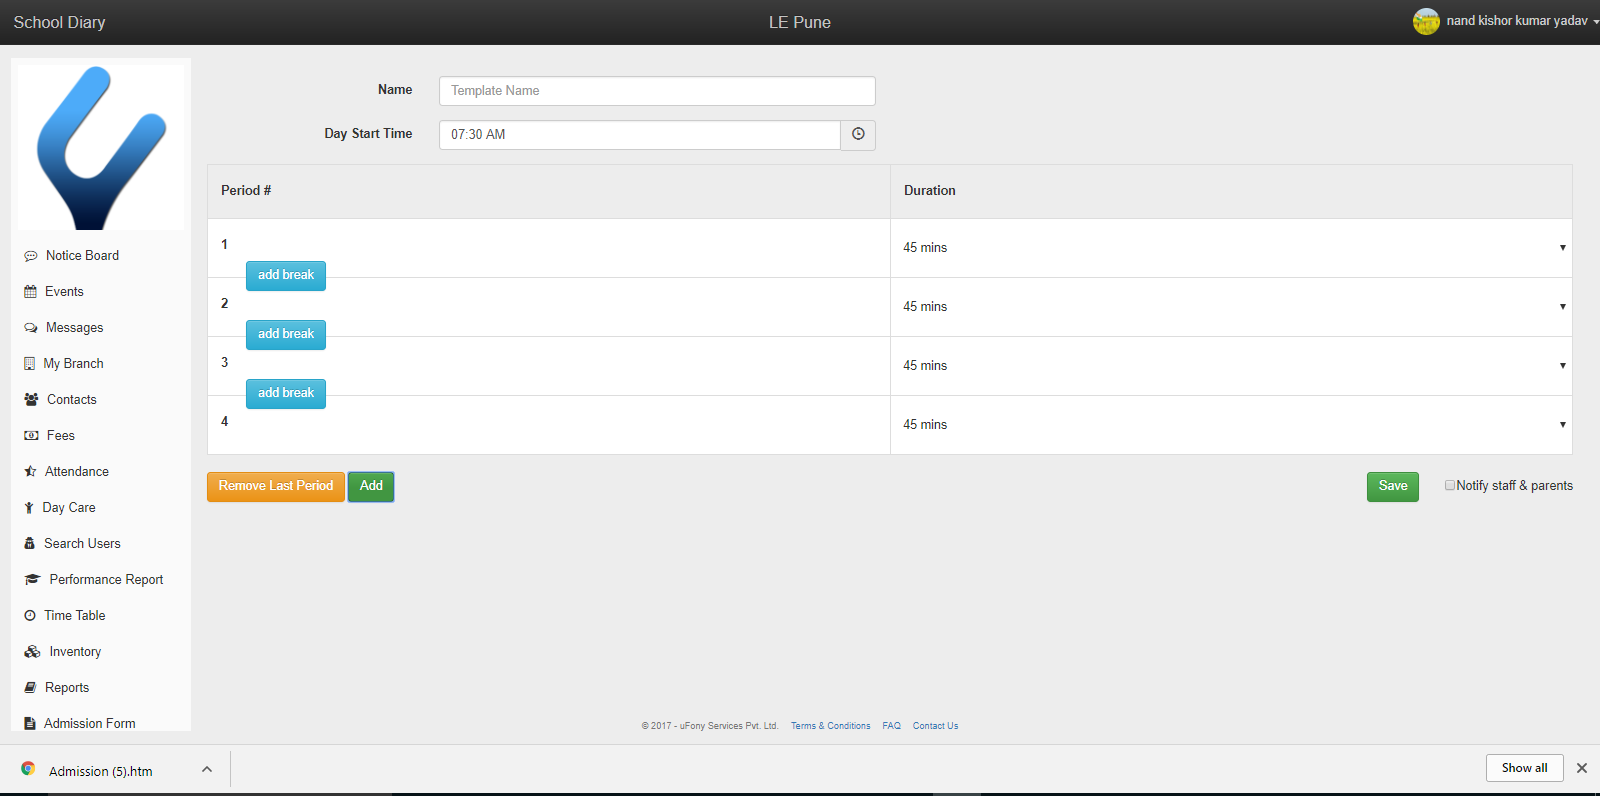 School Diary
LE Pune
nand kishor kumar yadav
Name
Template Name
Day Start Time
07:30 AM
Period #
Duration
1
45 mins
add break
2
45 mins
add break
3
45 mins
add break
4
45 mins
Remove Last Period
Add
Save
Notify staff & parents
Notice Board
Events
Messages
My Branch
Contacts
Fees
Attendance
Day Care
Search Users
Performance Report
Time Table
Inventory
Reports
Admission Form
© 2017 - uFony Services Pvt. Ltd. Terms & Conditions FAQ Contact Us
Admission (5).htm
Show all